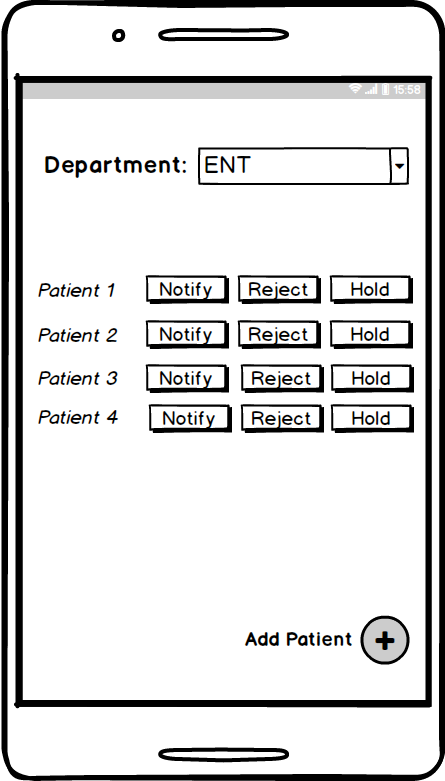 15:58
Department: ENT
Patient 1 Notify Reject Hold
Patient 2 Notify Reject Hold
Patient 3 Notify Reject Hold
Patient 4 Notify Reject Hold
Add Patient